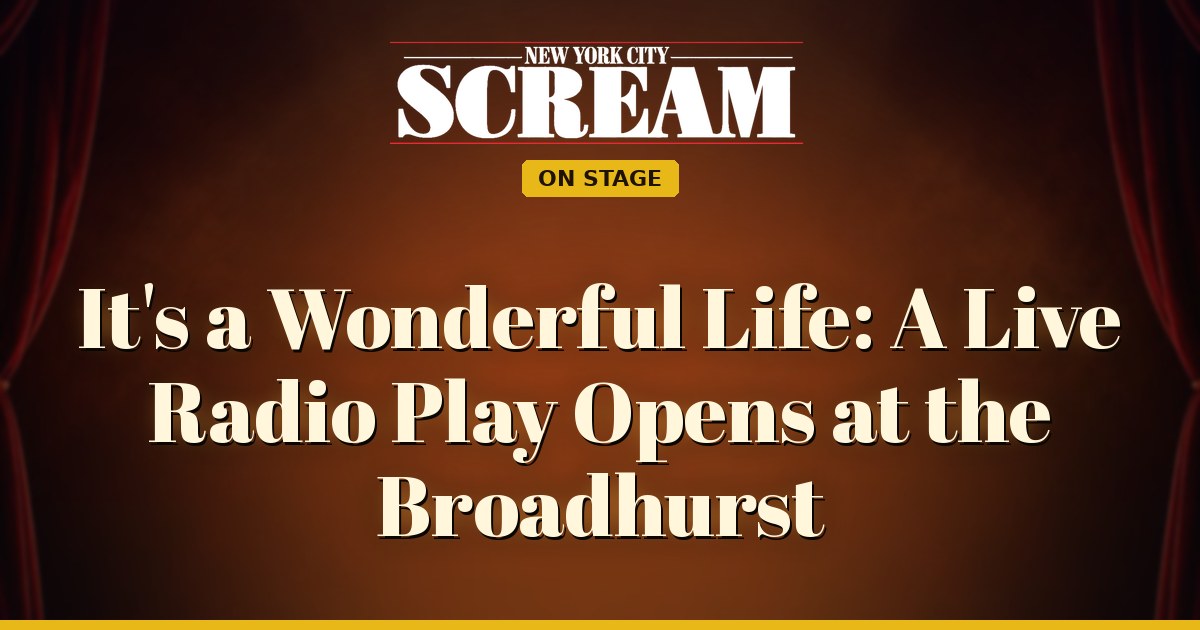 NEW YORK CITY
SCREAM
ON STAGE
It's a Wonderful Life: A Live
Radio Play Opens at the
Broadhurst